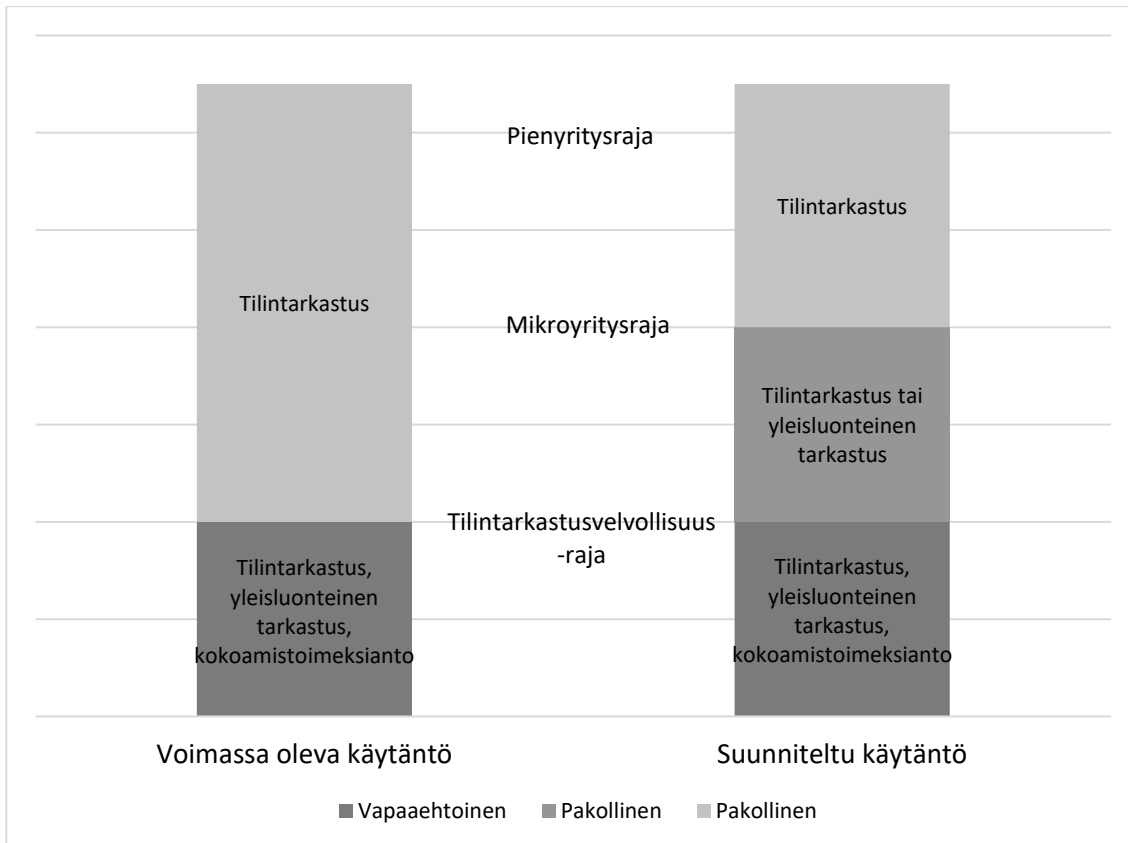 Pienyritysraja
Tilintarkastus
Tilintarkastus
Mikroyritysraja
Tilintarkastus tai
yleisluonteinen
tarkastus
Tilintarkastusvelvollisuus
-raja
Tilintarkastus,
yleisluonteinen
tarkastus,
kokoamistoimeksianto
Tilintarkastus,
yleisluonteinen
tarkastus,
kokoamistoimeksianto
Voimassa oleva käytäntö
Suunniteltu käytäntö
Vapaaehtoinen Pakollinen Pakollinen